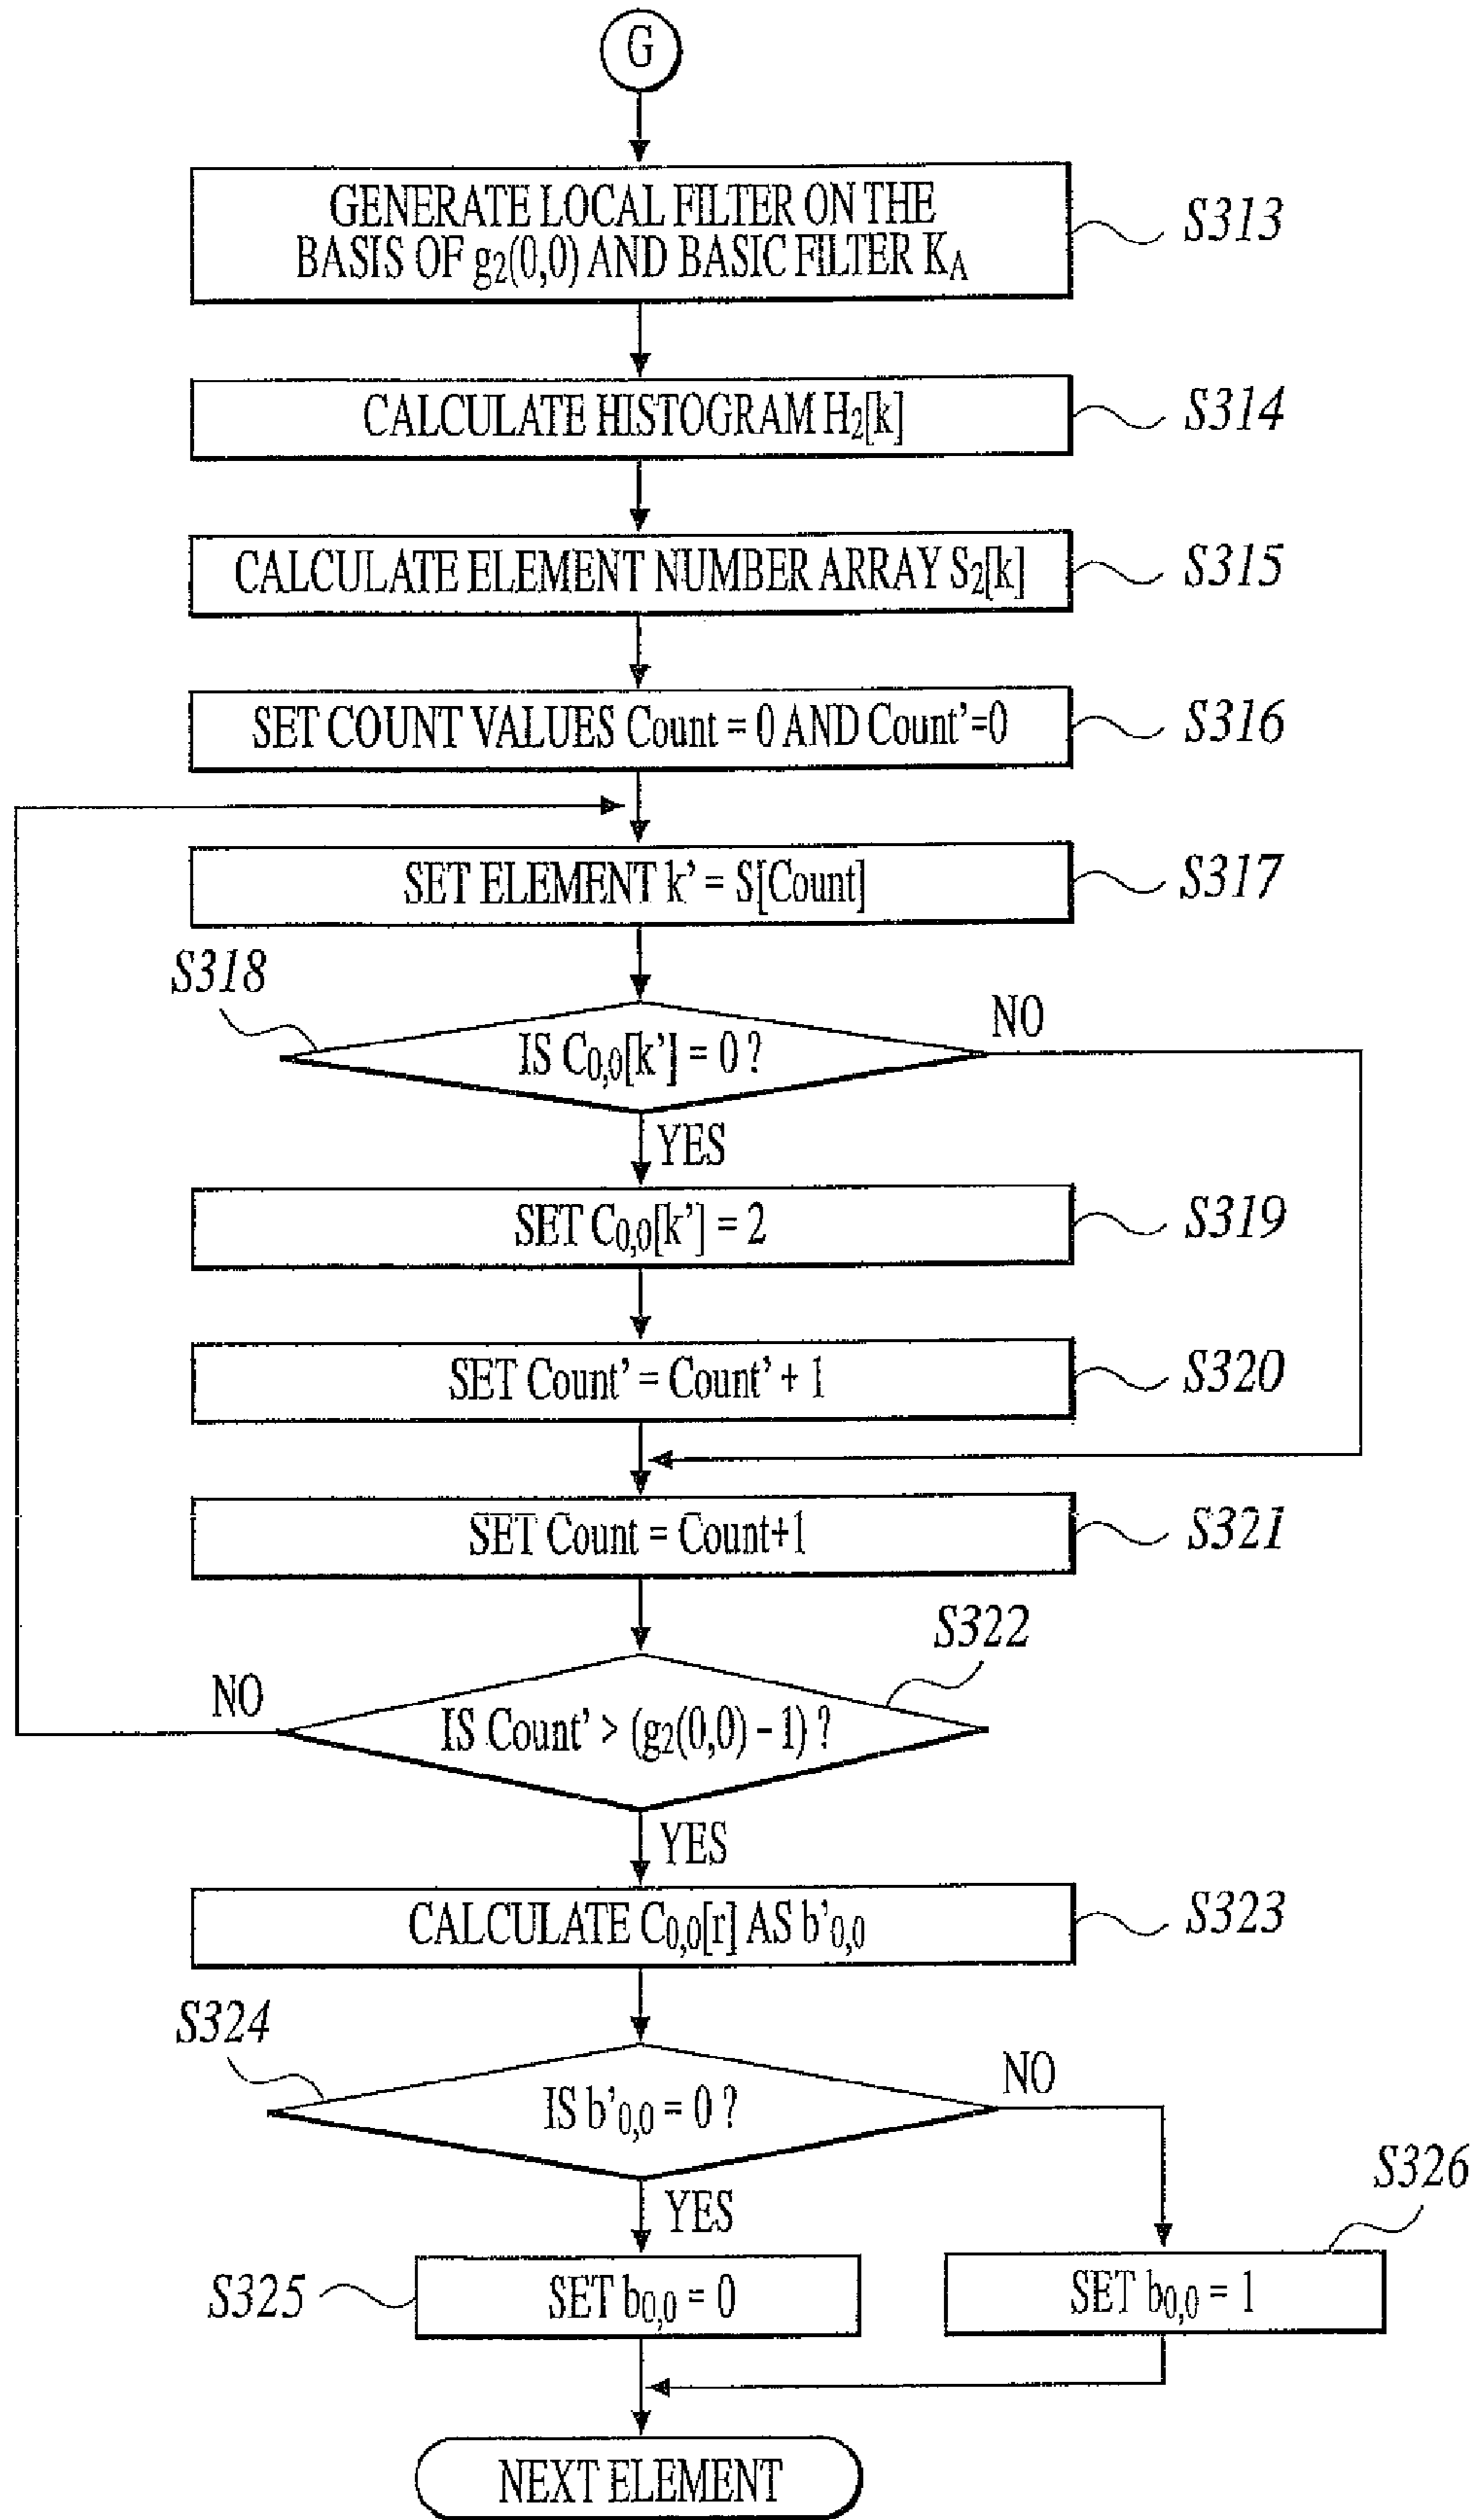 G
GENERATE LOCAL FILTER ON THE
BASIS OF g₂(0,0) AND BASIC FILTER K_A
S313
CALCULATE HISTOGRAM H₂[k]
S314
CALCULATE ELEMENT NUMBER ARRAY S₂[k]
S315
SET COUNT VALUES Count = 0 AND Count'=0
S316
SET ELEMENT k' = S[Count]
S317
S318
IS C₀,₀[k'] = 0 ?
NO
YES
SET C₀,₀[k'] = 2
S319
SET Count' = Count' + 1
S320
SET Count = Count+1
S321
S322
NO
IS Count' > (g₂(0,0) – 1) ?
YES
CALCULATE C₀,₀[r] AS b'₀,₀
S323
S324
NO
IS b'₀,₀ = 0 ?
S326
YES
S325
SET b₀,₀ = 0
SET b₀,₀ = 1
NEXT ELEMENT